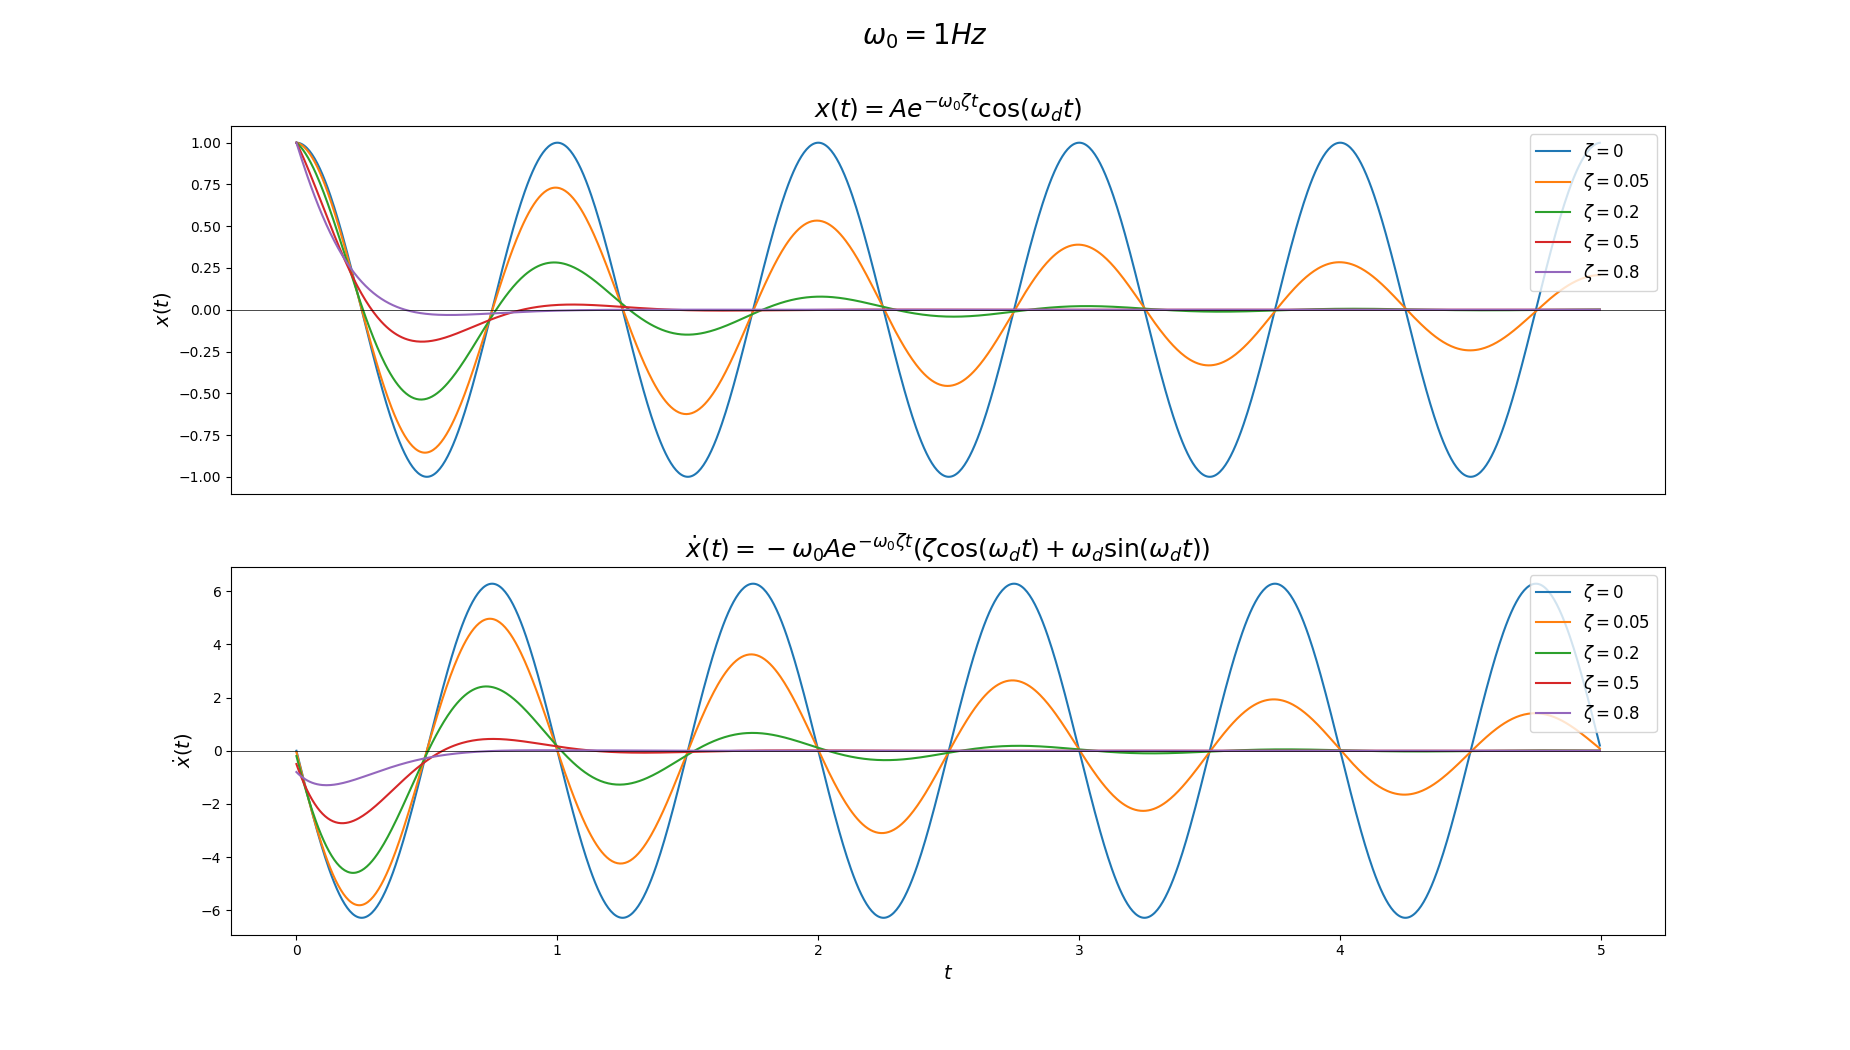 ω₀ = 1Hz
x(t) = Ae^{−ω₀ζt}cos(ω_d t)
1.00
0.75
0.50
0.25
0.00
−0.25
−0.50
−0.75
−1.00
x(t)
ζ = 0
ζ = 0.05
ζ = 0.2
ζ = 0.5
ζ = 0.8
ẋ(t) = −ω₀Ae^{−ω₀ζt}(ζcos(ω_d t) + ω_d sin(ω_d t))
6
4
2
0
−2
−4
−6
ẋ(t)
ζ = 0
ζ = 0.05
ζ = 0.2
ζ = 0.5
ζ = 0.8
0 1 2 3 4 5
t